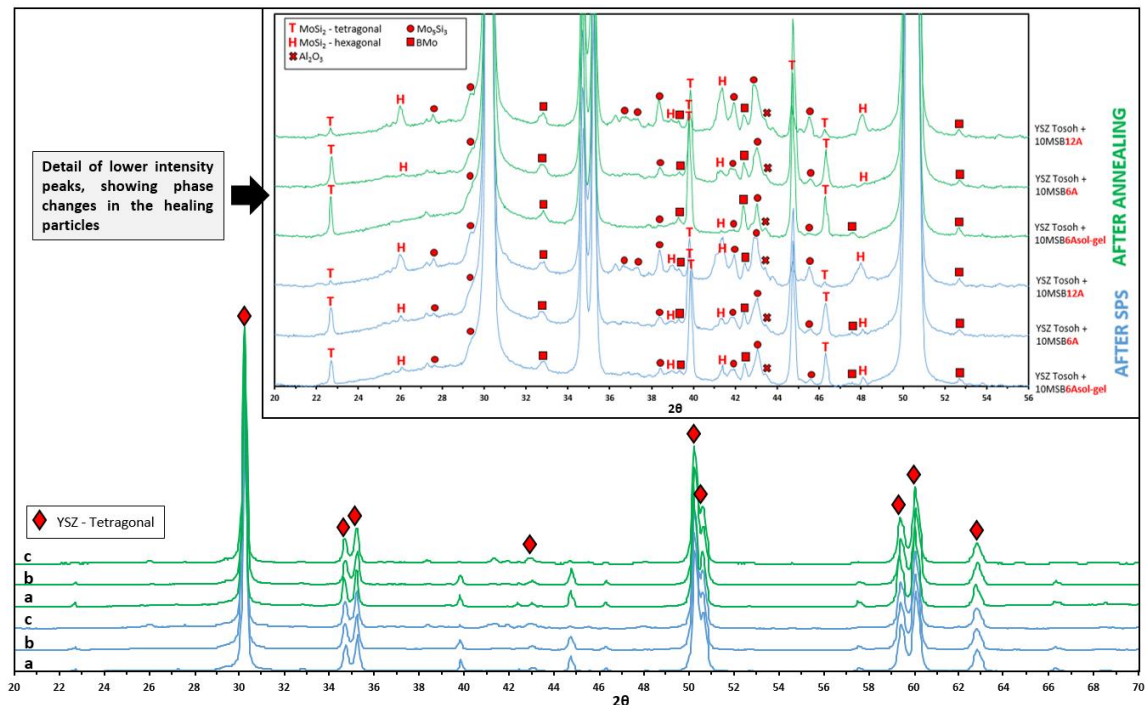 T MoSi₂ - tetragonal
Mo₅Si₃
H MoSi₂ - hexagonal
BMo
Al₂O₃
T H T T T H H T T H
YSZ Tosoh +
10MSB12A
T H H T H
YSZ Tosoh +
10MSB6A
T T
YSZ Tosoh +
10MSB6Asol-gel
AFTER ANNEALING
T H H T H T H
YSZ Tosoh +
10MSB12A
T H H T H T H
YSZ Tosoh +
10MSB6A
T H H H T H
YSZ Tosoh +
10MSB6Asol-gel
AFTER SPS
20 22 24 26 28 30 32 34 36 38 40 42 44 46 48 50 52 54 56
2θ
Detail of lower intensity
peaks, showing phase
changes in the healing
particles
YSZ - Tetragonal
c
b
a
c
b
a
20 22 24 26 28 30 32 34 36 38 40 42 44 46 48 50 52 54 56 58 60 62 64 66 68 70
2θ